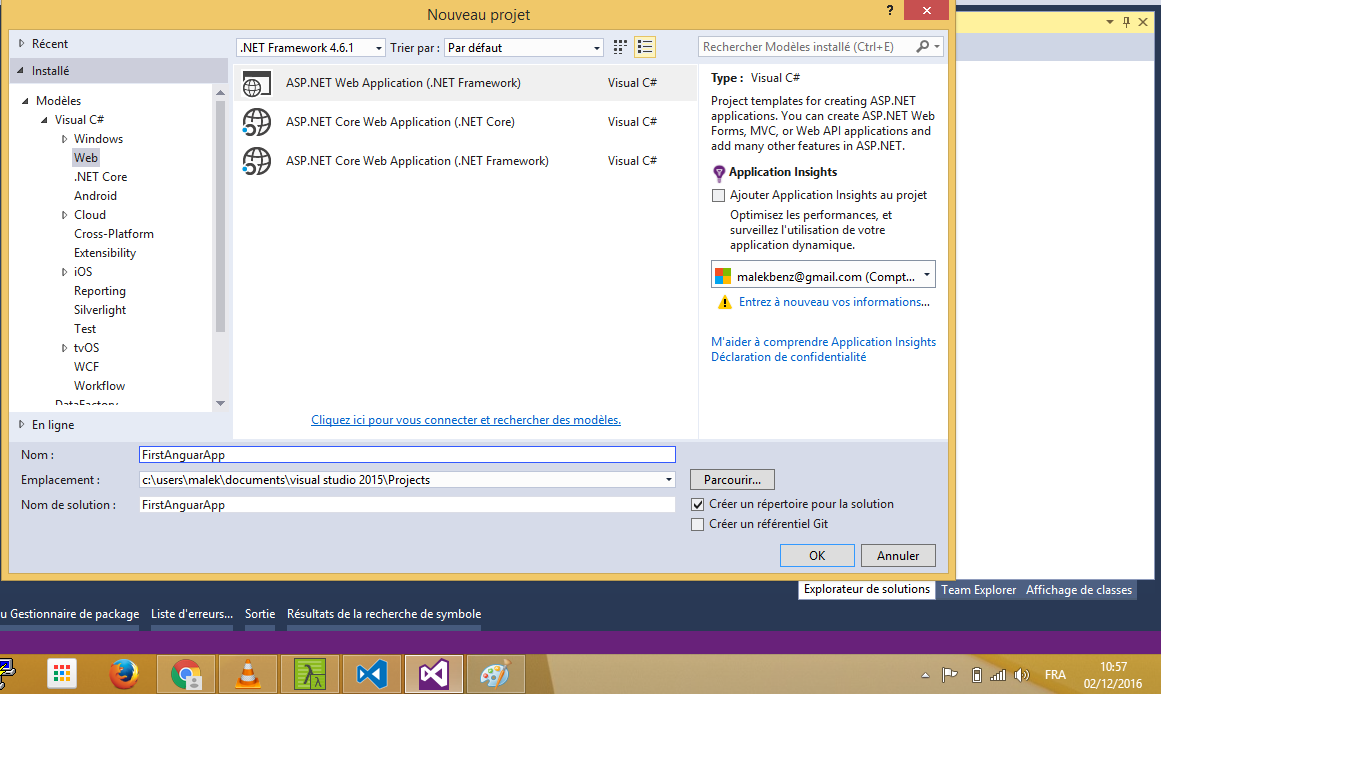 Nouveau projet
?
Récent
.NET Framework 4.6.1
Trier par :
Par défaut
Rechercher Modèles installé (Ctrl+E)
Installé
Modèles
Visual C#
Windows
Web
.NET Core
Android
Cloud
Cross-Platform
Extensibility
iOS
Reporting
Silverlight
Test
tvOS
WCF
Workflow
DataFactory
En ligne
ASP.NET Web Application (.NET Framework) Visual C#
ASP.NET Core Web Application (.NET Core) Visual C#
ASP.NET Core Web Application (.NET Framework) Visual C#
Cliquez ici pour vous connecter et rechercher des modèles.
Type : Visual C#
Project templates for creating ASP.NET
applications. You can create ASP.NET Web
Forms, MVC, or Web API applications and
add many other features in ASP.NET.
Application Insights
Ajouter Application Insights au projet
Optimisez les performances, et
surveillez l'utilisation de votre
application dynamique.
malekbenz@gmail.com (Compt...
Entrez à nouveau vos informations...
M'aider à comprendre Application Insights
Déclaration de confidentialité
Nom : FirstAnguarApp
Emplacement : c:\users\malek\documents\visual studio 2015\Projects
Parcourir...
Nom de solution : FirstAnguarApp
Créer un répertoire pour la solution
Créer un référentiel Git
OK
Annuler
Explorateur de solutions Team Explorer Affichage de classes
u Gestionnaire de package Liste d'erreurs... Sortie Résultats de la recherche de symbole
λ
FRA
10:57
02/12/2016